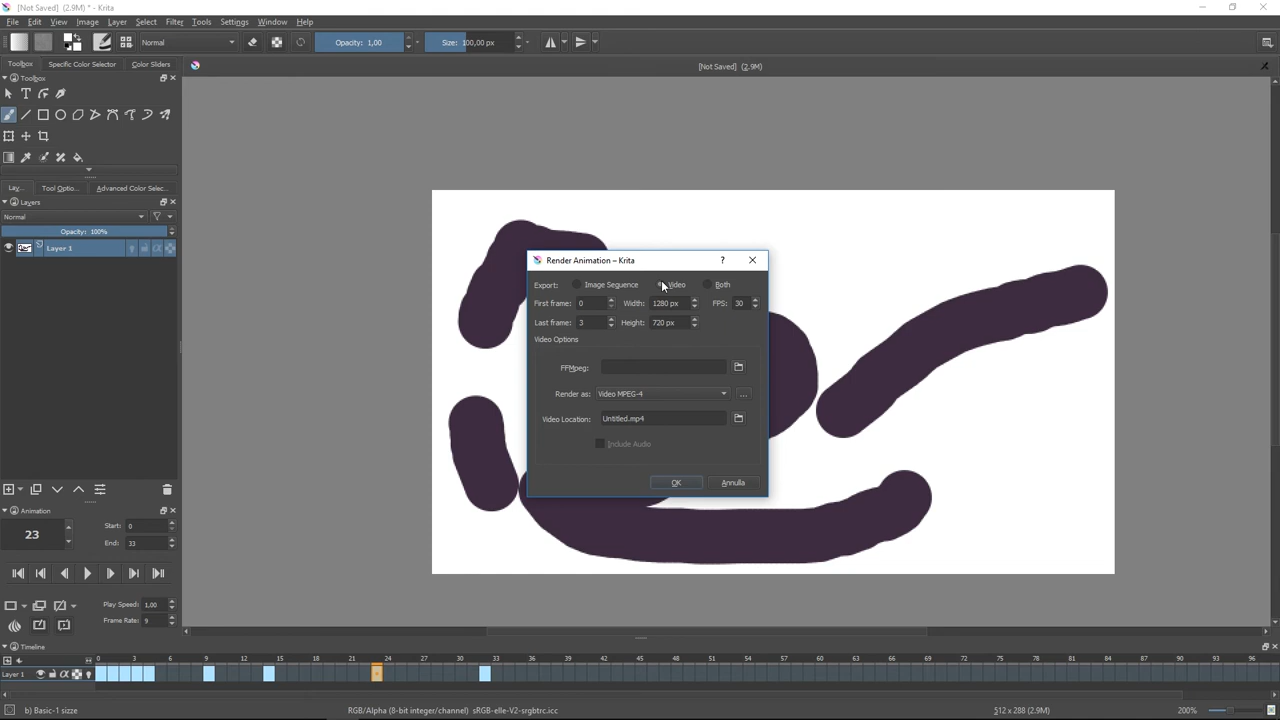 [Not Saved] (2.9M) * - Krita
File Edit View Image Layer Select Filter Tools Settings Window Help
Normal Opacity: 1,00 Size: 100,00 px
Toolbox Specific Color Selector Color Sliders
[Not Saved] (2.9M)
Toolbox
Lay... Tool Optio... Advanced Color Selec...
Layers
Normal
Opacity: 100%
Layer 1
Render Animation – Krita ?
Export: Image Sequence Video Both
First frame: 0 Width: 1280 px FPS: 30
Last frame: 3 Height: 720 px
Video Options
FFMpeg:
Render as: Video MPEG-4 ...
Video Location: Untitled.mp4
Include Audio
OK Annulla
Animation
23
Start: 0
End: 33
Play Speed: 1,00
Frame Rate: 9
Timeline
0 3 6 9 12 15 18 21 24 27 30 33 36 39 42 45 48 51 54 57 60 63 66 69 72 75 78 81 84 87 90 93 96
Layer 1
b) Basic-1 sizze RGB/Alpha (8-bit integer/channel) sRGB-elle-V2-srgbtrc.icc 512 x 288 (2.9M) 200%